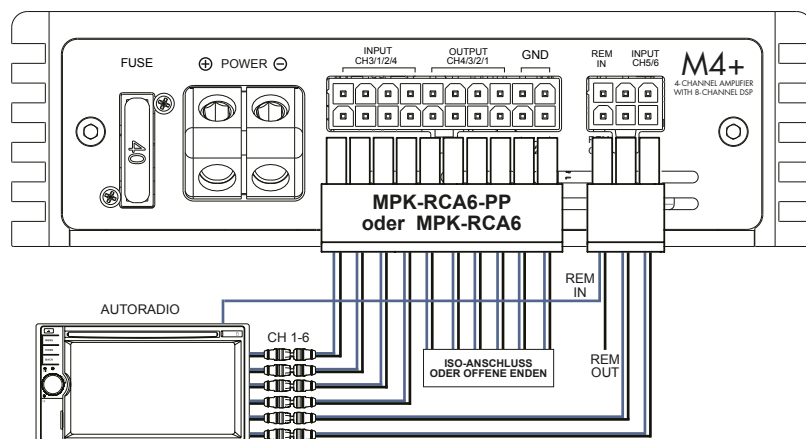 FUSE
POWER
INPUT
CH3/1/2/4
OUTPUT
CH4/3/2/1
GND
REM
IN
INPUT
CH5/6
M4+
4-CHANNEL AMPLIFIER
WITH 8-CHANNEL DSP
40
MPK-RCA6-PP
oder MPK-RCA6
REM
IN
AUTORADIO
CH 1-6
ISO-ANSCHLUSS
ODER OFFENE ENDEN
REM
OUT